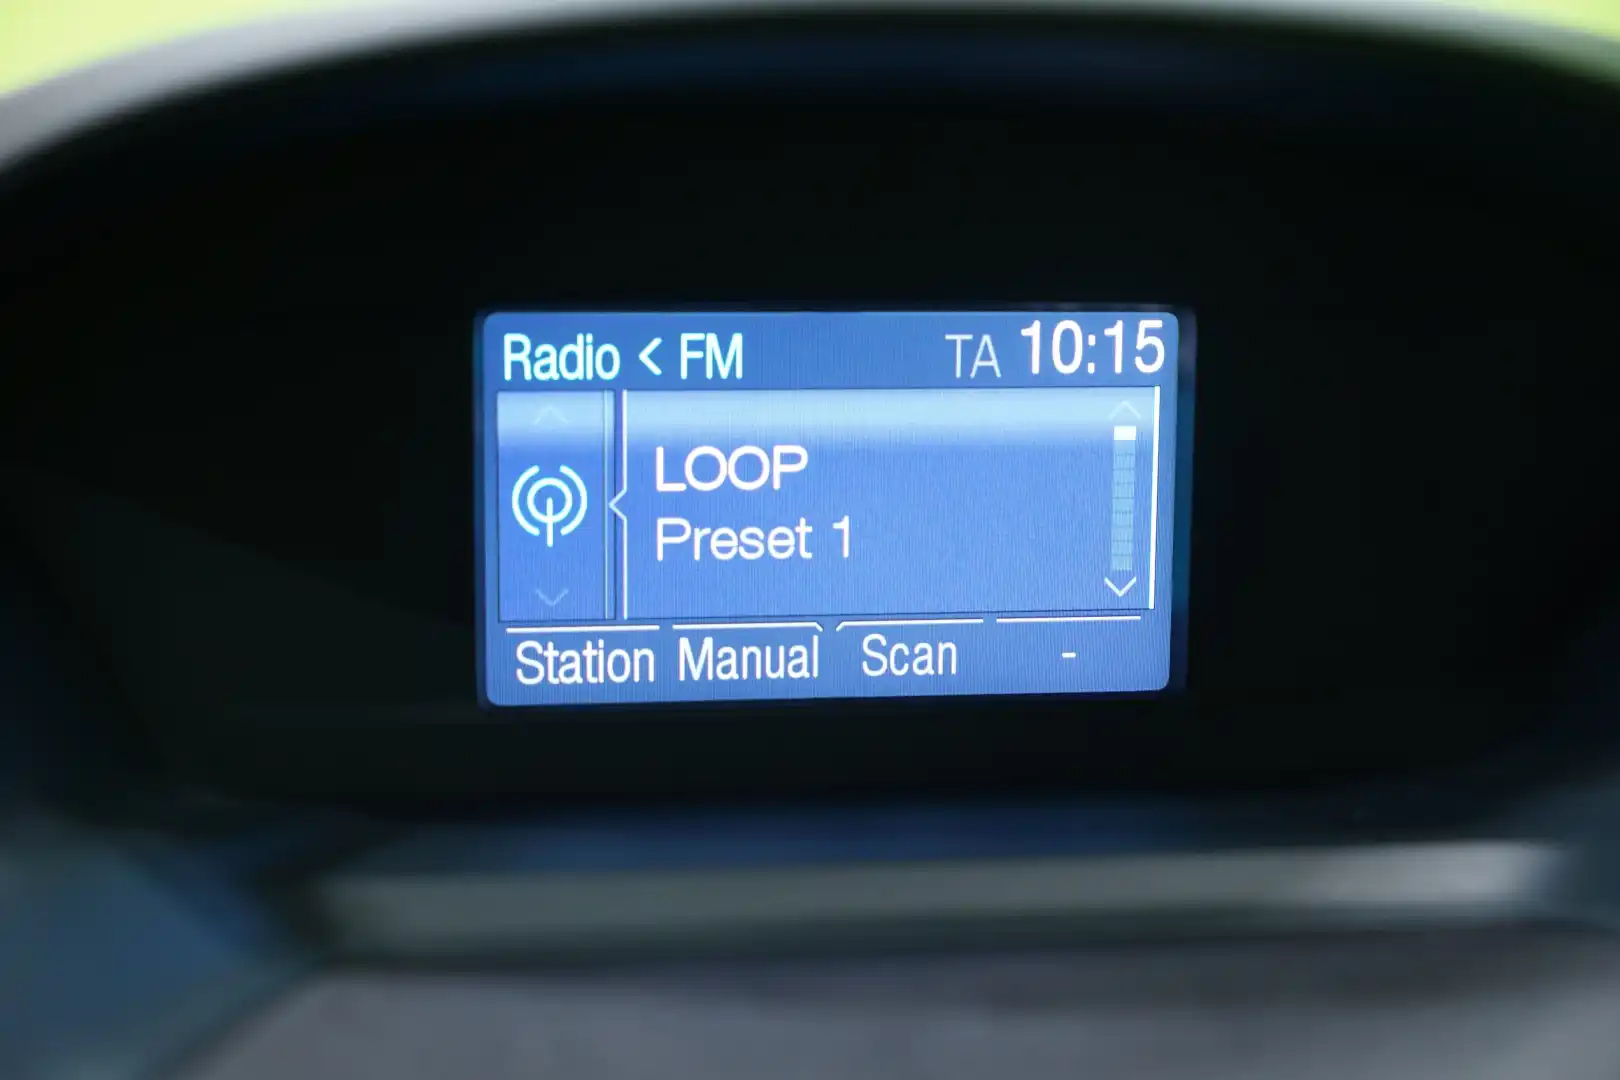 Radio < FM TA 10:15
LOOP
Preset 1
Station Manual Scan -